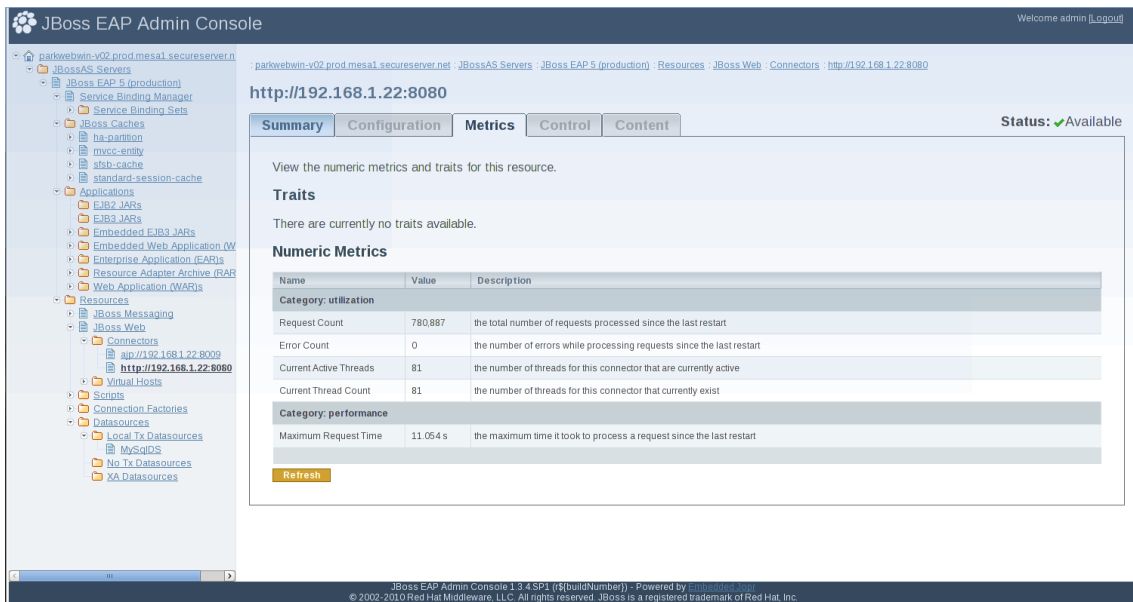 JBoss EAP Admin Console
Welcome admin [Logout]
parkwebwin-v02.prod.mesa1.secureserver.n
JBossAS Servers
JBoss EAP 5 (production)
Service Binding Manager
Service Binding Sets
JBoss Caches
ha-partition
mvcc-entity
sfsb-cache
standard-session-cache
Applications
EJB2 JARs
EJB3 JARs
Embedded EJB3 JARs
Embedded Web Application (W
Enterprise Application (EAR)s
Resource Adapter Archive (RAR
Web Application (WAR)s
Resources
JBoss Messaging
JBoss Web
Connectors
ajp://192.168.1.22:8009
http://192.168.1.22:8080
Virtual Hosts
Scripts
Connection Factories
Datasources
Local Tx Datasources
MySqlDS
No Tx Datasources
XA Datasources
: parkwebwin-v02.prod.mesa1.secureserver.net : JBossAS Servers : JBoss EAP 5 (production) : Resources : JBoss Web : Connectors : http://192.168.1.22:8080
http://192.168.1.22:8080
Summary Configuration Metrics Control Content
Status: Available
View the numeric metrics and traits for this resource.
Traits
There are currently no traits available.
Numeric Metrics
Name Value Description
Category: utilization
Request Count 780,887 the total number of requests processed since the last restart
Error Count 0 the number of errors while processing requests since the last restart
Current Active Threads 81 the number of threads for this connector that are currently active
Current Thread Count 81 the number of threads for this connector that currently exist
Category: performance
Maximum Request Time 11.054 s the maximum time it took to process a request since the last restart
Refresh
JBoss EAP Admin Console 1.3.4.SP1 (r${buildNumber}) - Powered by Embedded Jopr
© 2002-2010 Red Hat Middleware, LLC. All rights reserved. JBoss is a registered trademark of Red Hat, Inc.